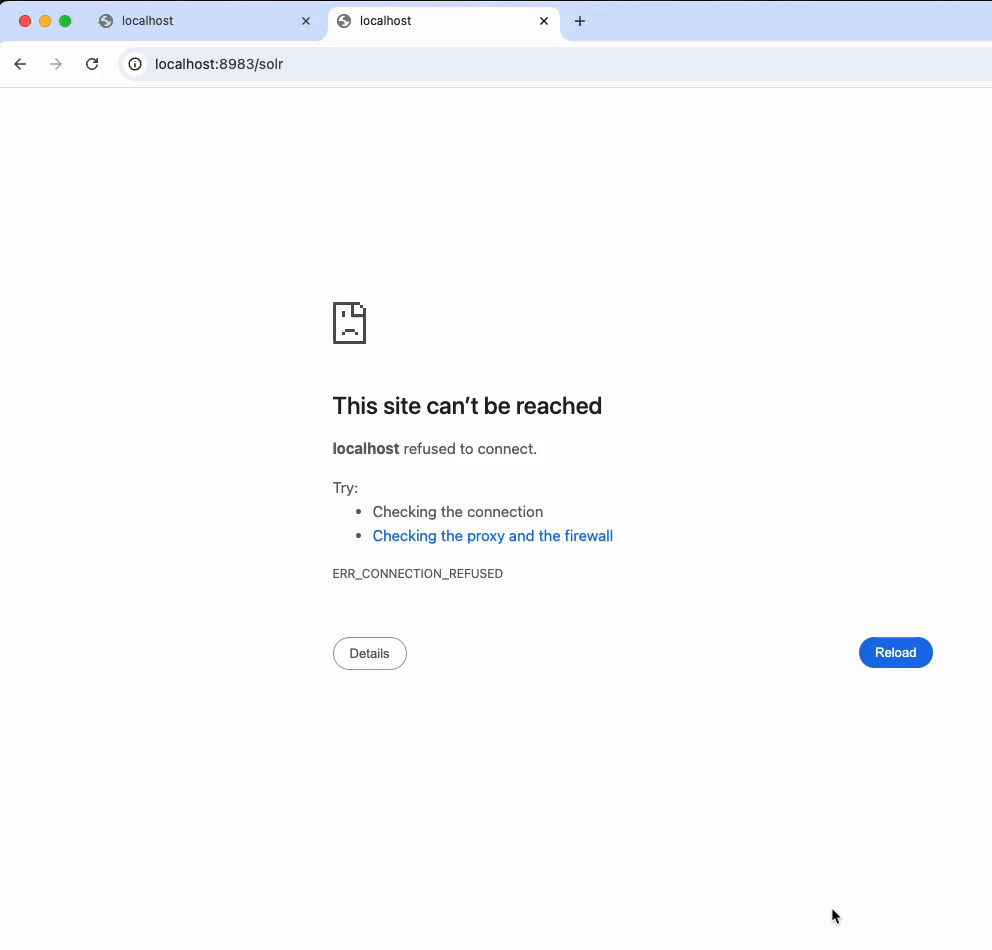 localhost
localhost
localhost:8983/solr
This site can’t be reached
localhost refused to connect.
Try:
• Checking the connection
• Checking the proxy and the firewall
ERR_CONNECTION_REFUSED
Details
Reload